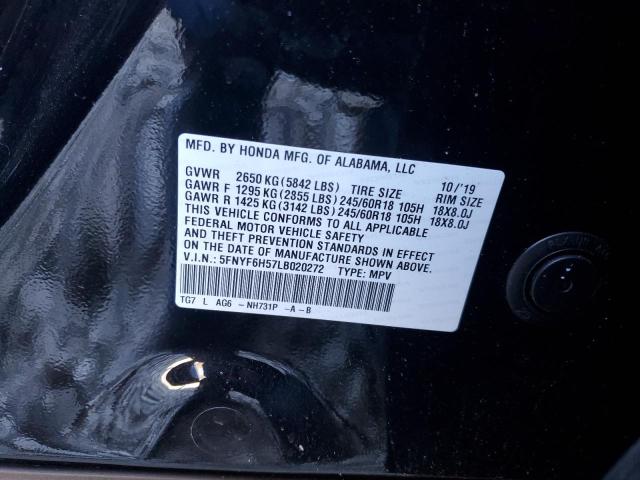 MFD. BY HONDA MFG. OF ALABAMA, LLC
10/'19
GVWR 2650 KG (5842 LBS) TIRE SIZE RIM SIZE
GAWR F 1295 KG (2855 LBS) 245/60R18 105H 18X8.0J
GAWR R 1425 KG (3142 LBS) 245/60R18 105H 18X8.0J
THIS VEHICLE CONFORMS TO ALL APPLICABLE
FEDERAL MOTOR VEHICLE SAFETY
AND THEFT PREVENTION STANDARDS IN EFFECT
ON THE DATE OF MANUFACTURE SHOWN ABOVE.
V.I.N.: 5FNYF6H57LB020272 TYPE: MPV
TG7 L AG6 -NH731P -A-B